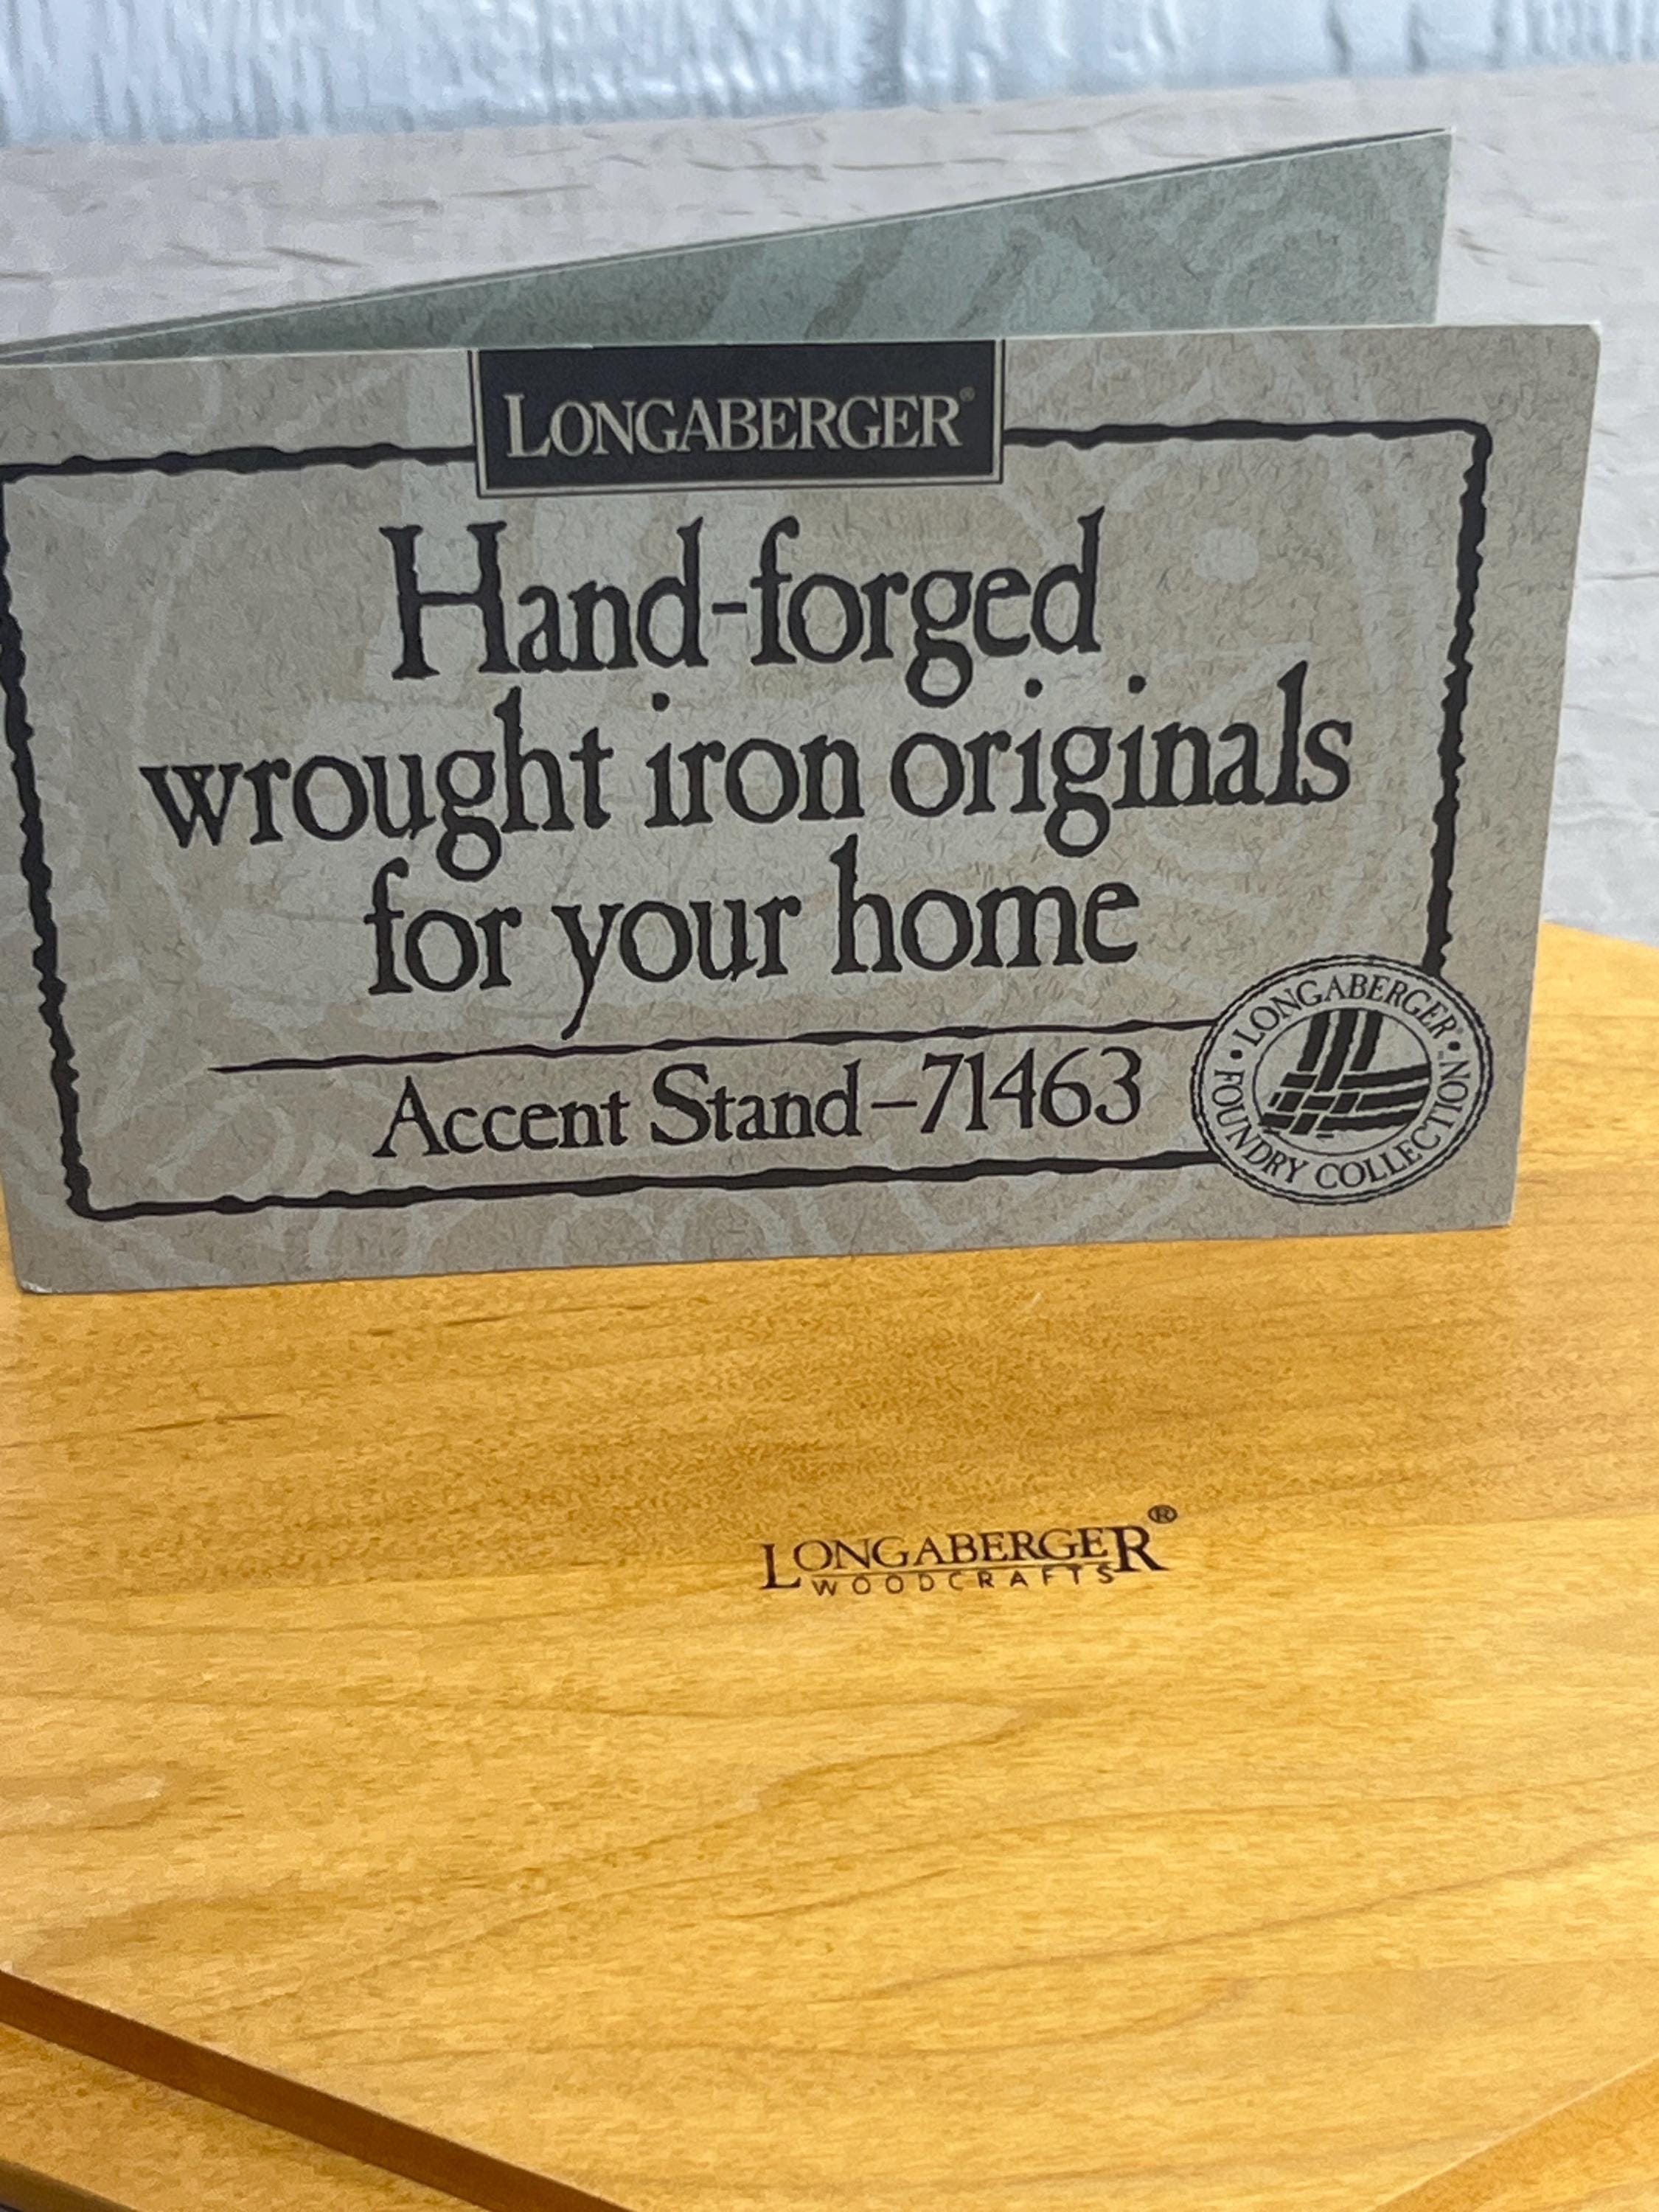 LONGABERGER®
Hand-forged
wrought iron originals
for your home
Accent Stand–71463
• LONGABERGER® •
FOUNDRY COLLECTION
LONGABERGER®
WOODCRAFTS